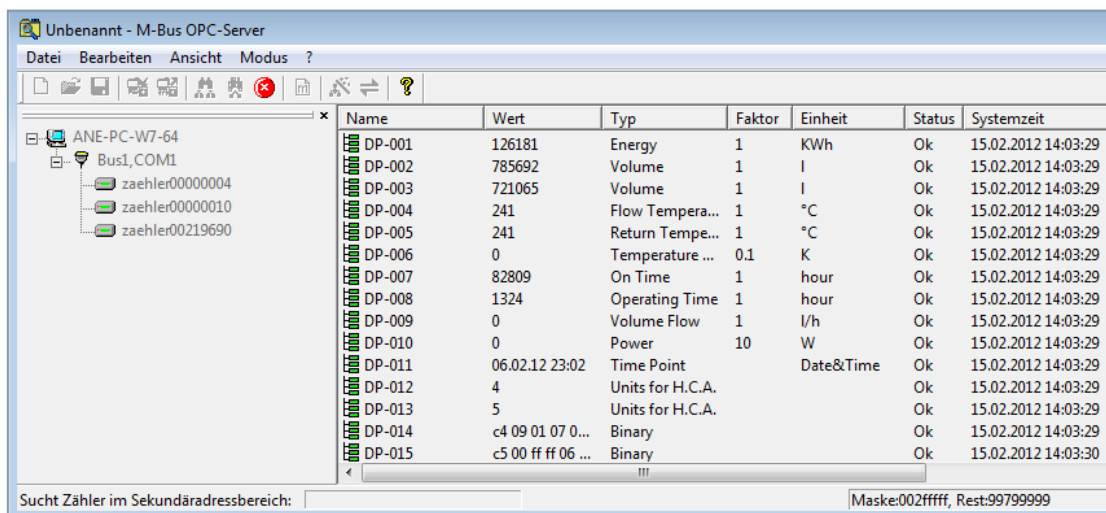 Unbenannt - M-Bus OPC-Server
Datei Bearbeiten Ansicht Modus ?
ANE-PC-W7-64
Bus1,COM1
zaehler00000004
zaehler00000010
zaehler00219690
Name Wert Typ Faktor Einheit Status Systemzeit
DP-001 126181 Energy 1 KWh Ok 15.02.2012 14:03:29
DP-002 785692 Volume 1 l Ok 15.02.2012 14:03:29
DP-003 721065 Volume 1 l Ok 15.02.2012 14:03:29
DP-004 241 Flow Tempera... 1 °C Ok 15.02.2012 14:03:29
DP-005 241 Return Tempe... 1 °C Ok 15.02.2012 14:03:29
DP-006 0 Temperature ... 0.1 K Ok 15.02.2012 14:03:29
DP-007 82809 On Time 1 hour Ok 15.02.2012 14:03:29
DP-008 1324 Operating Time 1 hour Ok 15.02.2012 14:03:29
DP-009 0 Volume Flow 1 l/h Ok 15.02.2012 14:03:29
DP-010 0 Power 10 W Ok 15.02.2012 14:03:29
DP-011 06.02.12 23:02 Time Point Date&Time Ok 15.02.2012 14:03:29
DP-012 4 Units for H.C.A. Ok 15.02.2012 14:03:29
DP-013 5 Units for H.C.A. Ok 15.02.2012 14:03:29
DP-014 c4 09 01 07 0... Binary Ok 15.02.2012 14:03:29
DP-015 c5 00 ff ff 06 ... Binary Ok 15.02.2012 14:03:30
Sucht Zähler im Sekundäradressbereich: Maske:002fffff, Rest:99799999